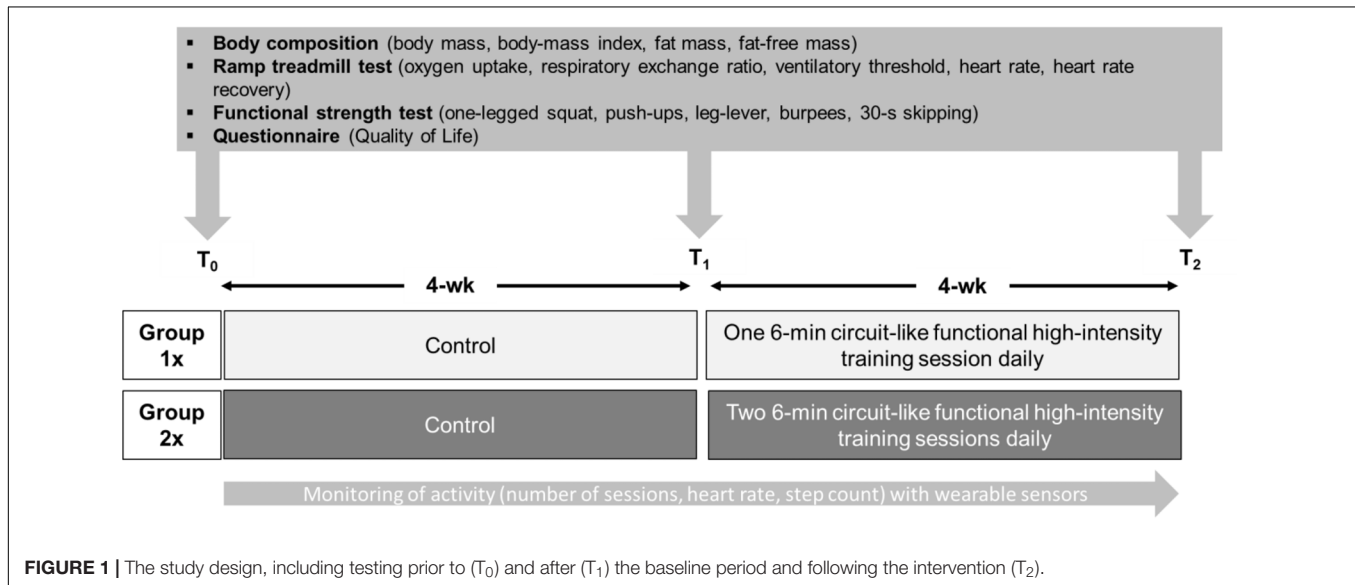 ▪ Body composition (body mass, body-mass index, fat mass, fat-free mass)
▪ Ramp treadmill test (oxygen uptake, respiratory exchange ratio, ventilatory threshold, heart rate, heart rate
recovery)
▪ Functional strength test (one-legged squat, push-ups, leg-lever, burpees, 30-s skipping)
▪ Questionnaire (Quality of Life)
T₀
T₁
T₂
4-wk
4-wk
Group
1x
Control
One 6-min circuit-like functional high-intensity
training session daily
Group
2x
Control
Two 6-min circuit-like functional high-intensity
training sessions daily
Monitoring of activity (number of sessions, heart rate, step count) with wearable sensors
FIGURE 1 | The study design, including testing prior to (T₀) and after (T₁) the baseline period and following the intervention (T₂).